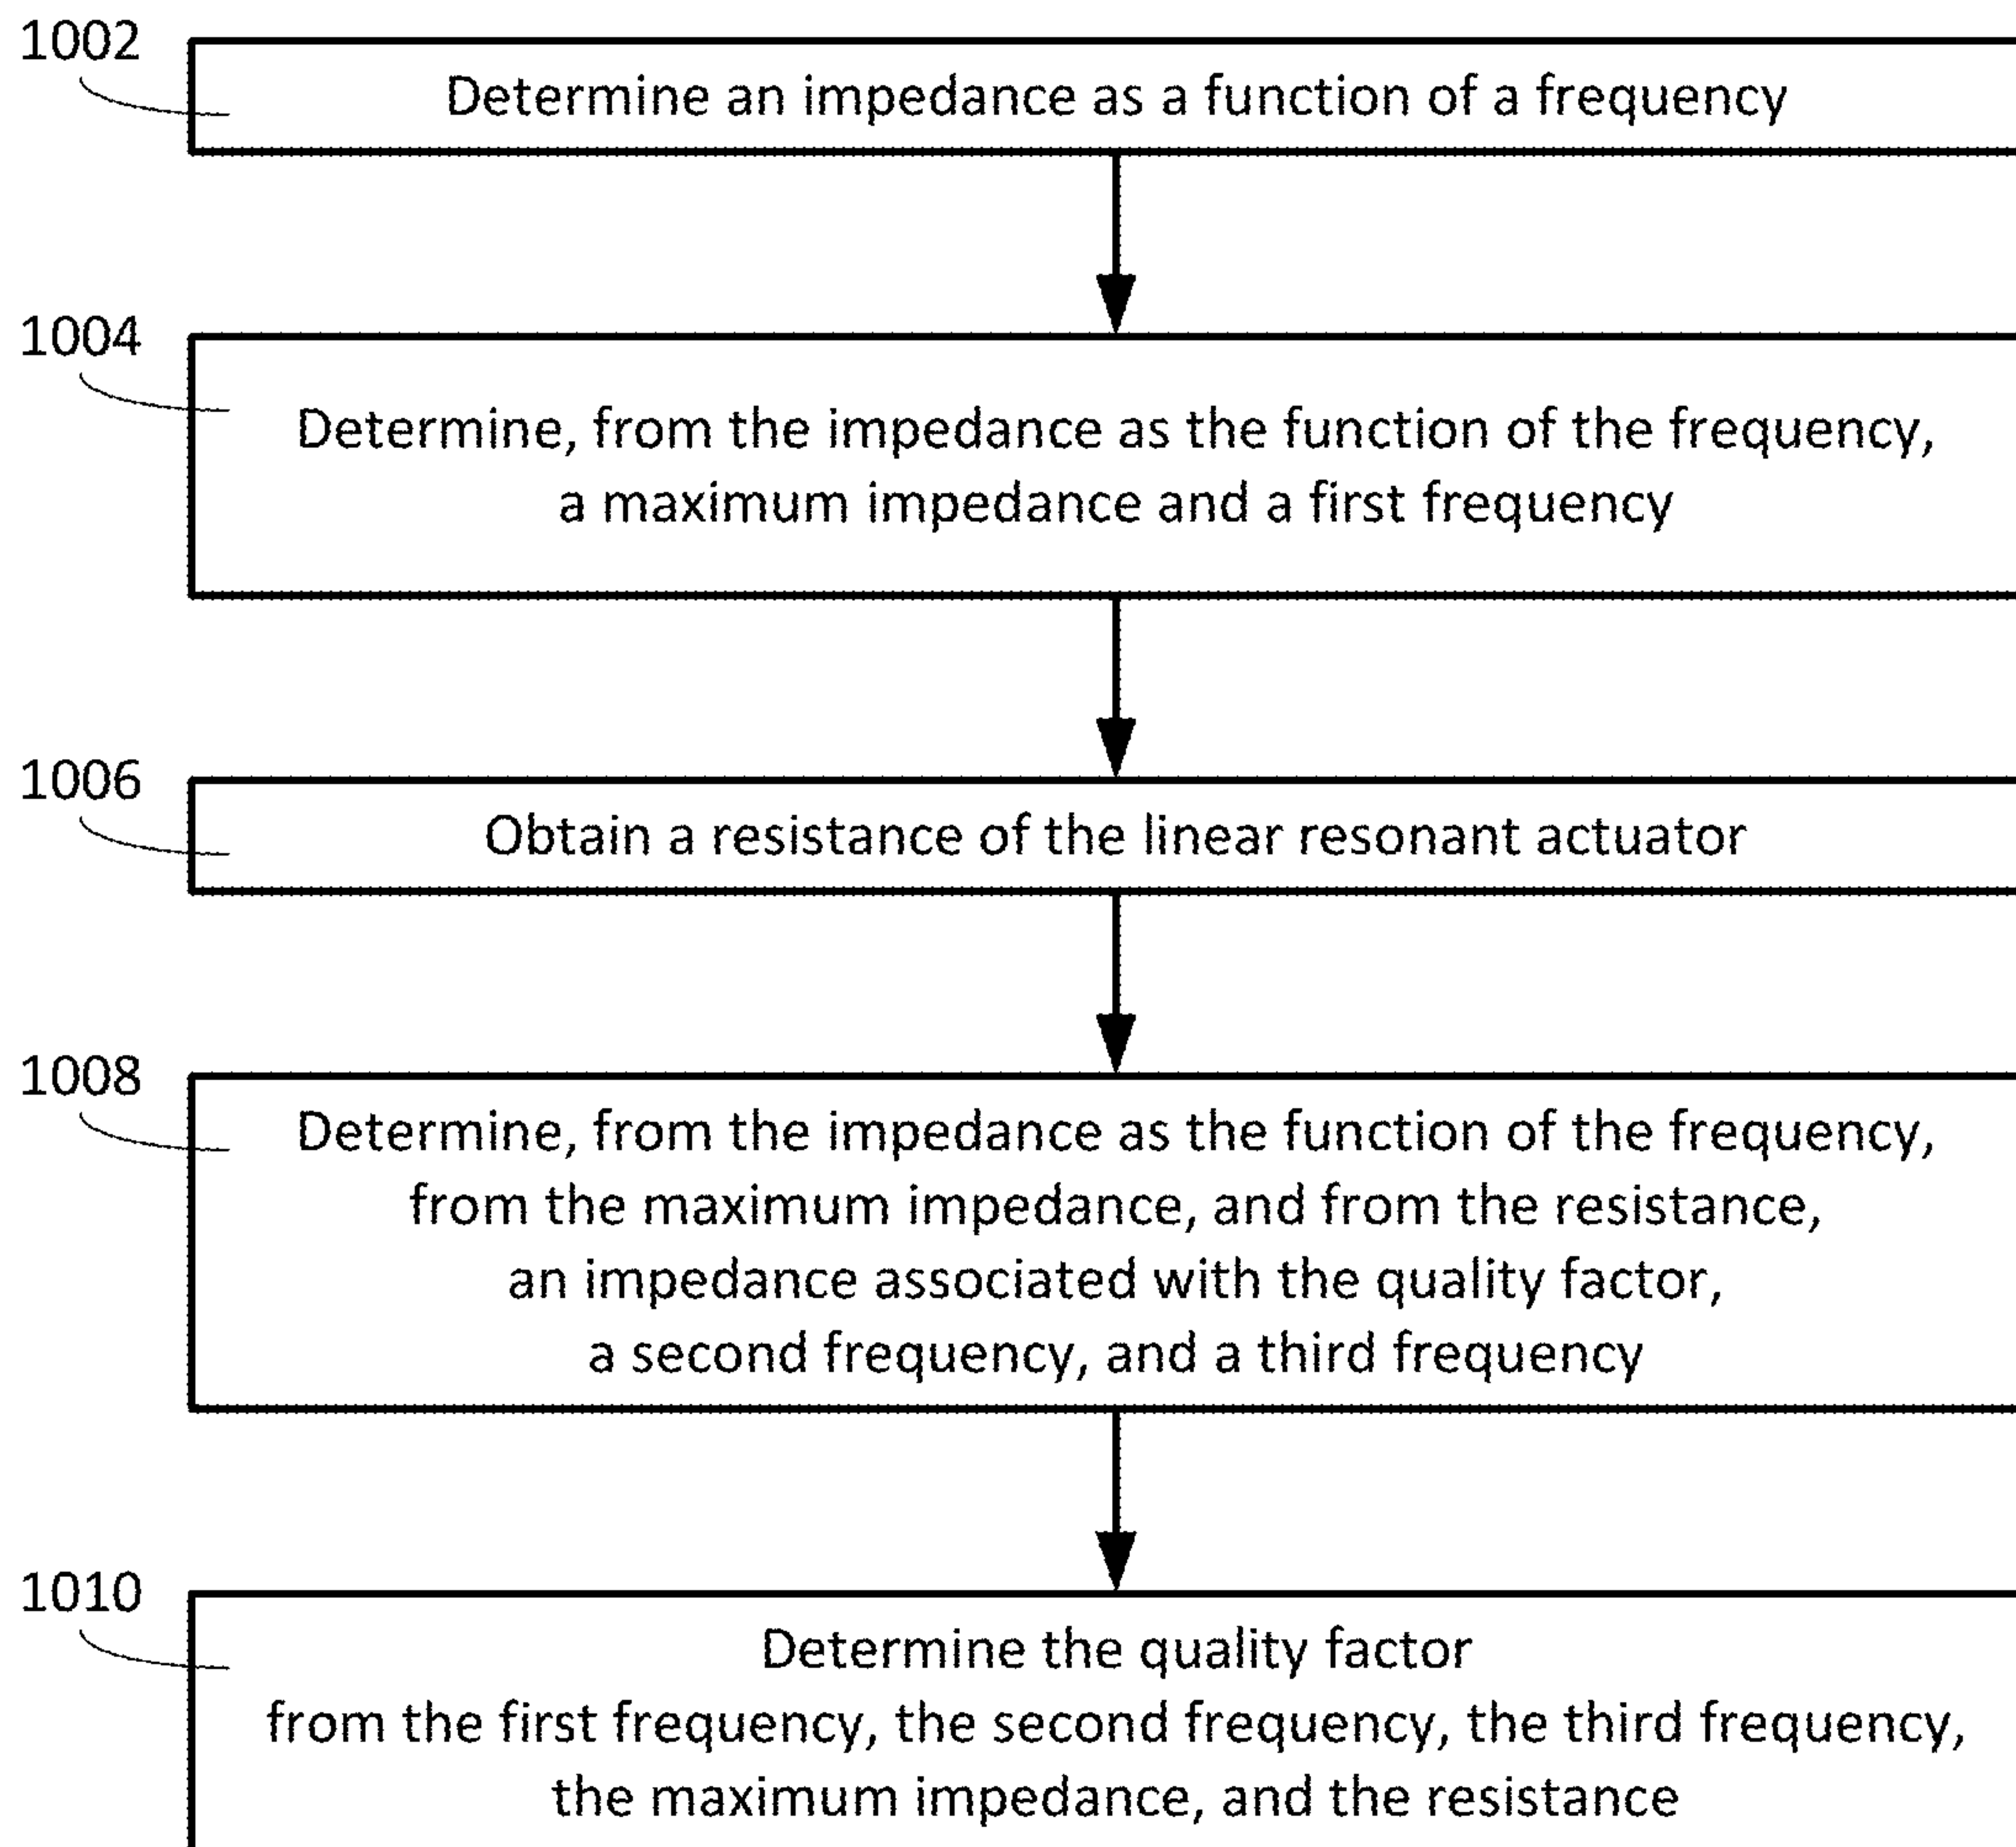 1002
Determine an impedance as a function of a frequency
1004
Determine, from the impedance as the function of the frequency,
a maximum impedance and a first frequency
1006
Obtain a resistance of the linear resonant actuator
1008
Determine, from the impedance as the function of the frequency,
from the maximum impedance, and from the resistance,
an impedance associated with the quality factor,
a second frequency, and a third frequency
1010
Determine the quality factor
from the first frequency, the second frequency, the third frequency,
the maximum impedance, and the resistance